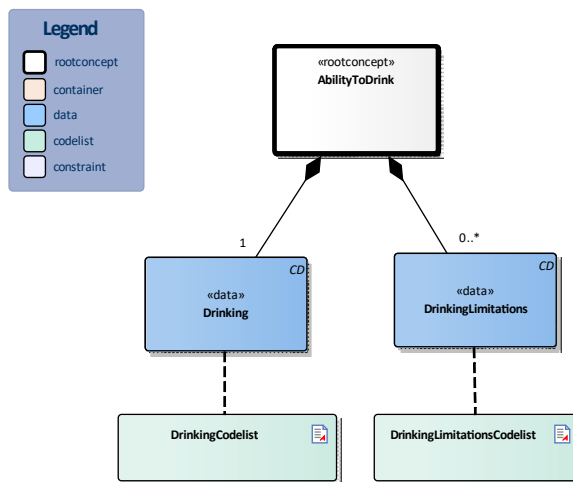 Legend
rootconcept
container
data
codelist
constraint
«rootconcept»
AbilityToDrink
1
0..*
CD
«data»
Drinking
CD
«data»
DrinkingLimitations
DrinkingCodelist
DrinkingLimitationsCodelist